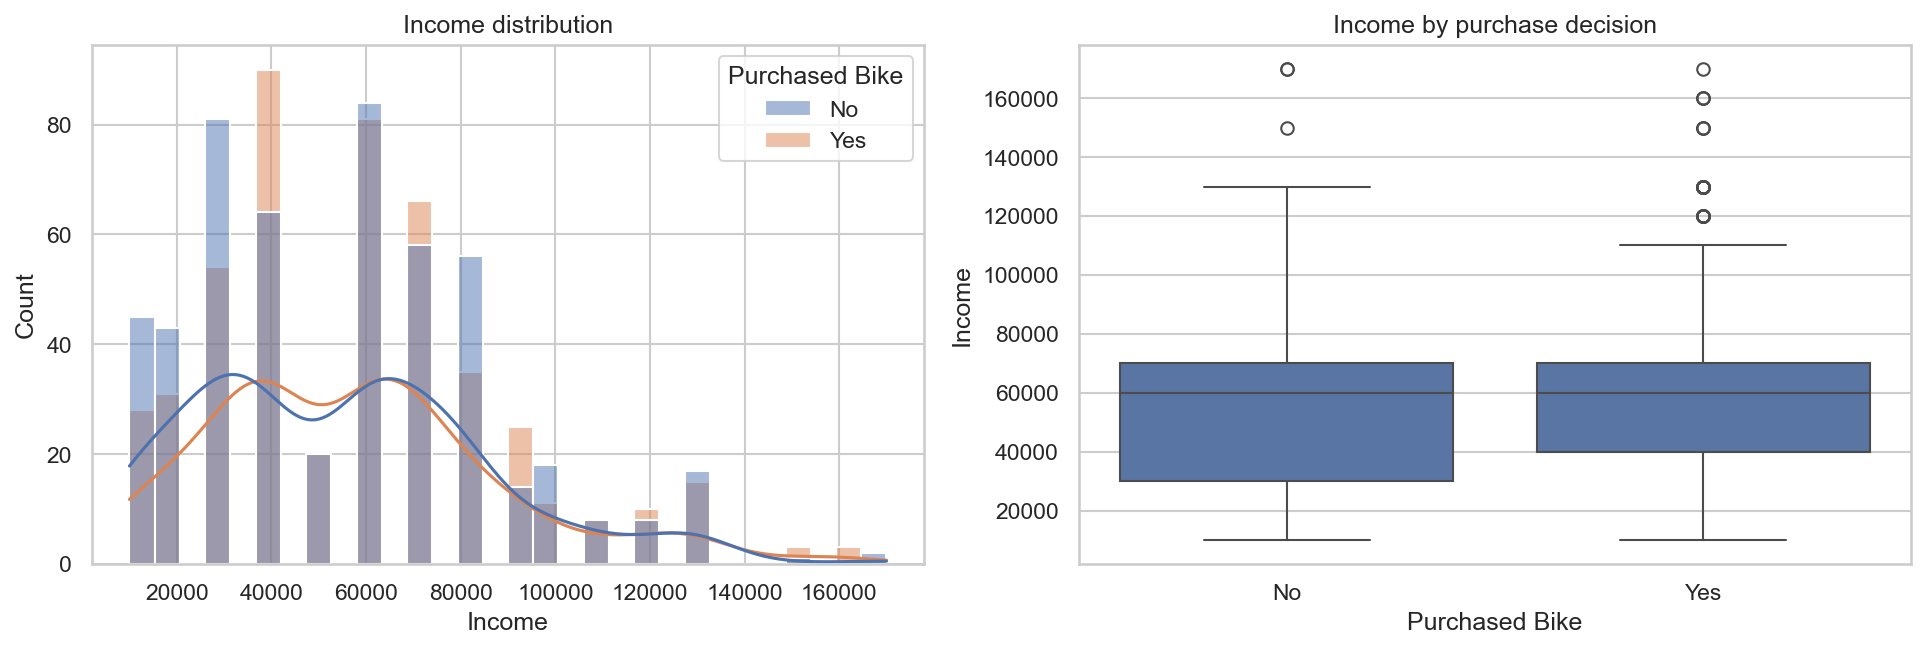 Income distribution
Purchased Bike
No
Yes
80
60
40
20
0
Count
20000 40000 60000 80000 100000 120000 140000 160000
Income
Income by purchase decision
160000
140000
120000
100000
80000
60000
40000
20000
Income
No Yes
Purchased Bike